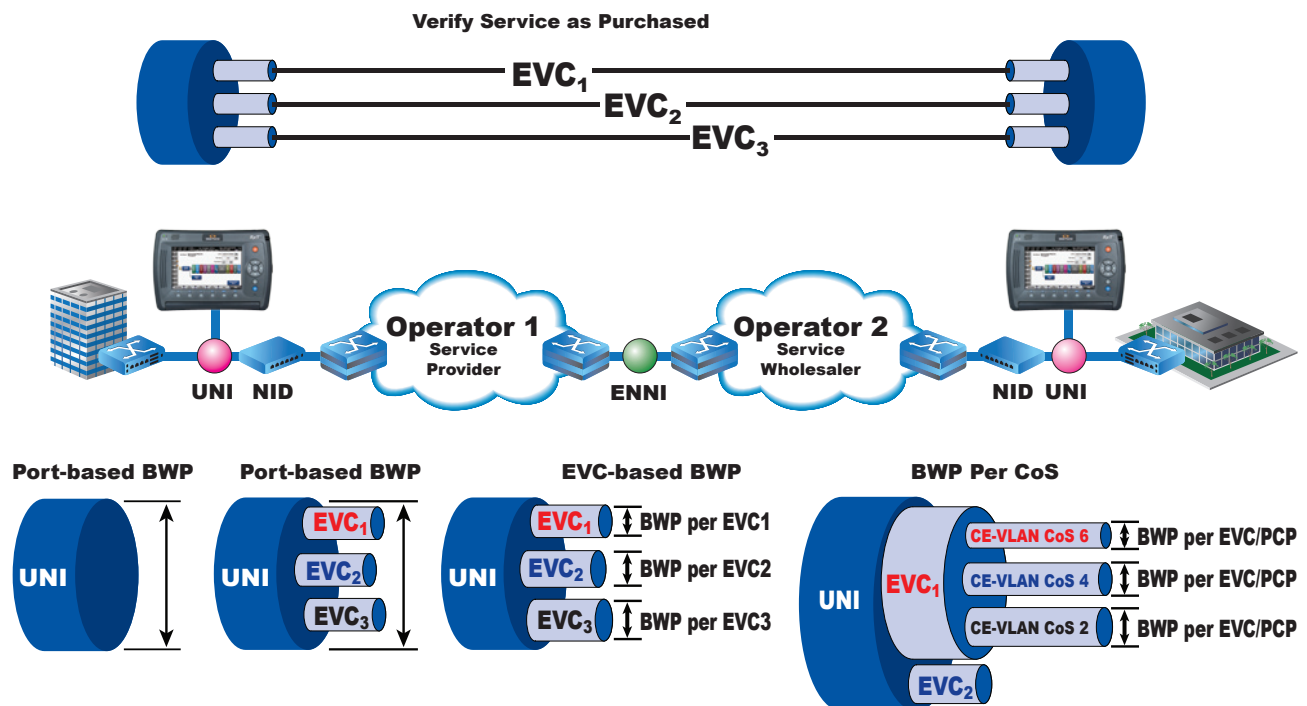 Verify Service as Purchased
EVC1
EVC2
EVC3
Operator 1
Service
Provider
Operator 2
Service
Wholesaler
UNI NID ENNI NID UNI
Port-based BWP Port-based BWP EVC-based BWP BWP Per CoS
UNI
UNI
EVC1
EVC2
EVC3
UNI
EVC1
EVC2
EVC3
BWP per EVC1
BWP per EVC2
BWP per EVC3
UNI
EVC1
CE-VLAN CoS 6
CE-VLAN CoS 4
CE-VLAN CoS 2
BWP per EVC/PCP
BWP per EVC/PCP
BWP per EVC/PCP
EVC2